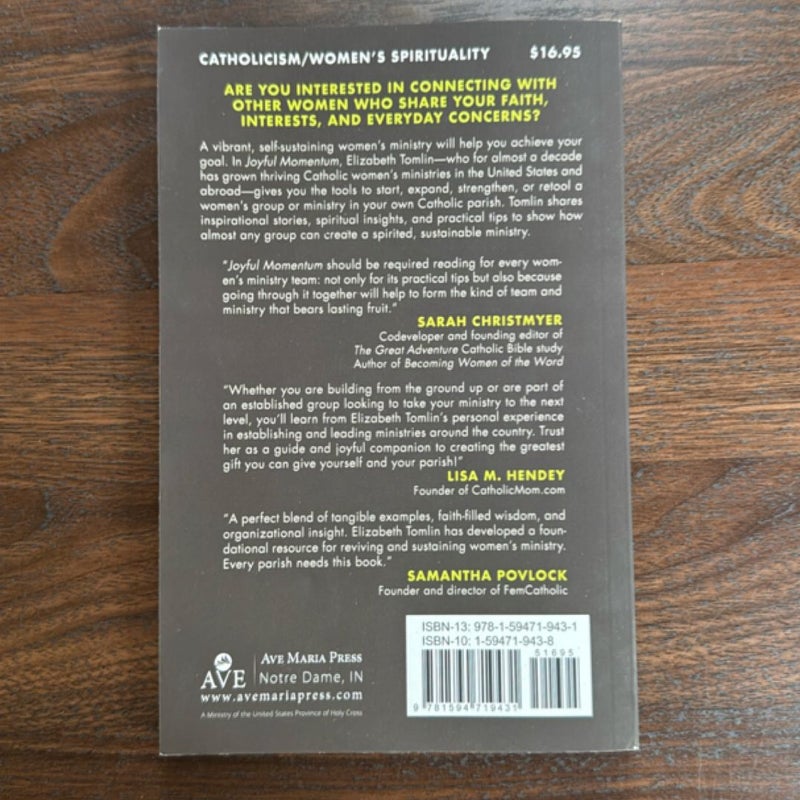 CATHOLICISM/WOMEN'S SPIRITUALITY $16.95
ARE YOU INTERESTED IN CONNECTING WITH
OTHER WOMEN WHO SHARE YOUR FAITH,
INTERESTS, AND EVERYDAY CONCERNS?
A vibrant, self-sustaining women's ministry will help you achieve your
goal. In Joyful Momentum, Elizabeth Tomlin—who for almost a decade
has grown thriving Catholic women's ministries in the United States and
abroad—gives you the tools to start, expand, strengthen, or retool a
women's group or ministry in your own Catholic parish. Tomlin shares
inspirational stories, spiritual insights, and practical tips to show how
almost any group can create a spirited, sustainable ministry.
"Joyful Momentum should be required reading for every wom-
en's ministry team: not only for its practical tips but also because
going through it together will help to form the kind of team and
ministry that bears lasting fruit."
SARAH CHRISTMYER
Codeveloper and founding editor of
The Great Adventure Catholic Bible study
Author of Becoming Women of the Word
"Whether you are building from the ground up or are part of
an established group looking to take your ministry to the next
level, you'll learn from Elizabeth Tomlin's personal experience
in establishing and leading ministries around the country. Trust
her as a guide and joyful companion to creating the greatest
gift you can give yourself and your parish!"
LISA M. HENDEY
Founder of CatholicMom.com
"A perfect blend of tangible examples, faith-filled wisdom, and
organizational insight. Elizabeth Tomlin has developed a foun-
dational resource for reviving and sustaining women's ministry.
Every parish needs this book."
SAMANTHA POVLOCK
Founder and director of FemCatholic
AVE
AVE MARIA PRESS
Notre Dame, IN
www.avemariapress.com
A Ministry of the United States Province of Holy Cross
ISBN-13: 978-1-59471-943-1
ISBN-10: 1-59471-943-8
51695
9 781594 719431